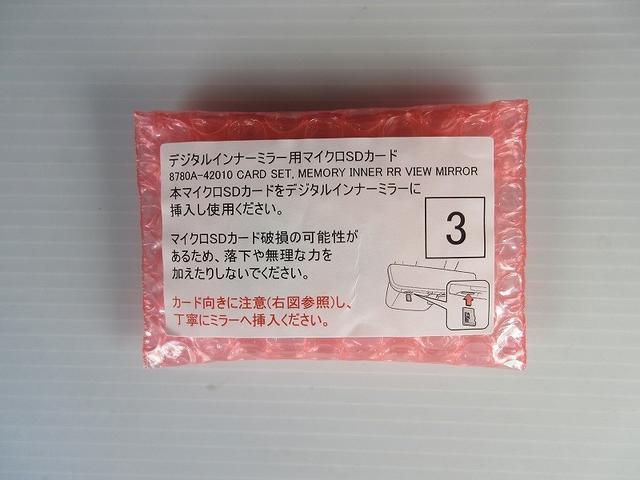 デジタルインナーミラー用マイクロSDカード
8780A-42010 CARD SET, MEMORY INNER RR VIEW MIRROR
本マイクロSDカードをデジタルインナーミラーに
挿入し使用ください。
3
マイクロSDカード破損の可能性が
あるため、落下や無理な力を
加えたりしないでください。
カード向きに注意(右図参照)し、
丁寧にミラーへ挿入ください。